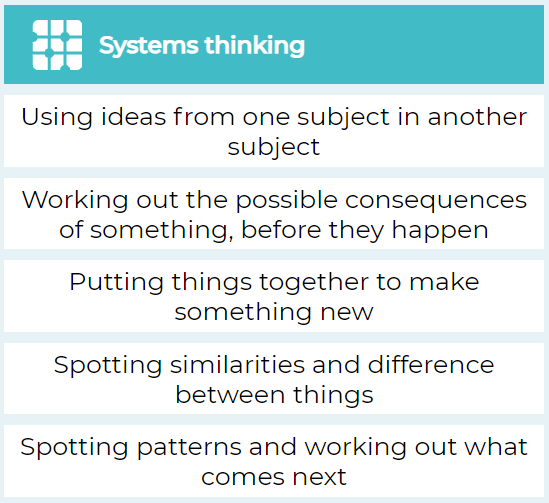 Systems thinking
Using ideas from one subject in another
subject
Working out the possible consequences
of something, before they happen
Putting things together to make
something new
Spotting similarities and difference
between things
Spotting patterns and working out what
comes next